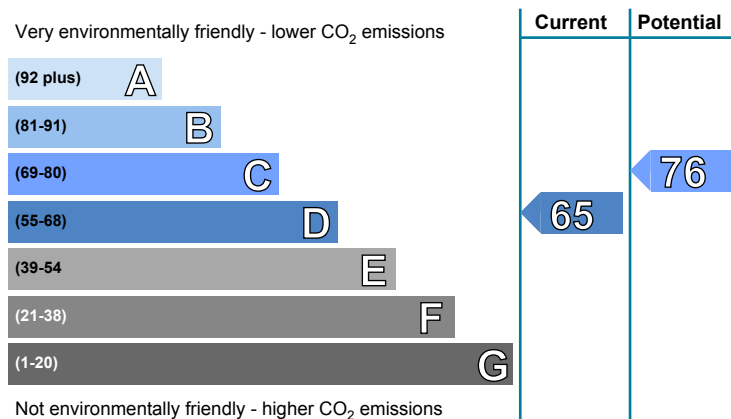 Current Potential
Very environmentally friendly - lower CO2 emissions
(92 plus) A
(81-91) B
(69-80) C
76
(55-68) D
65
(39-54 E
(21-38) F
(1-20) G
Not environmentally friendly - higher CO2 emissions